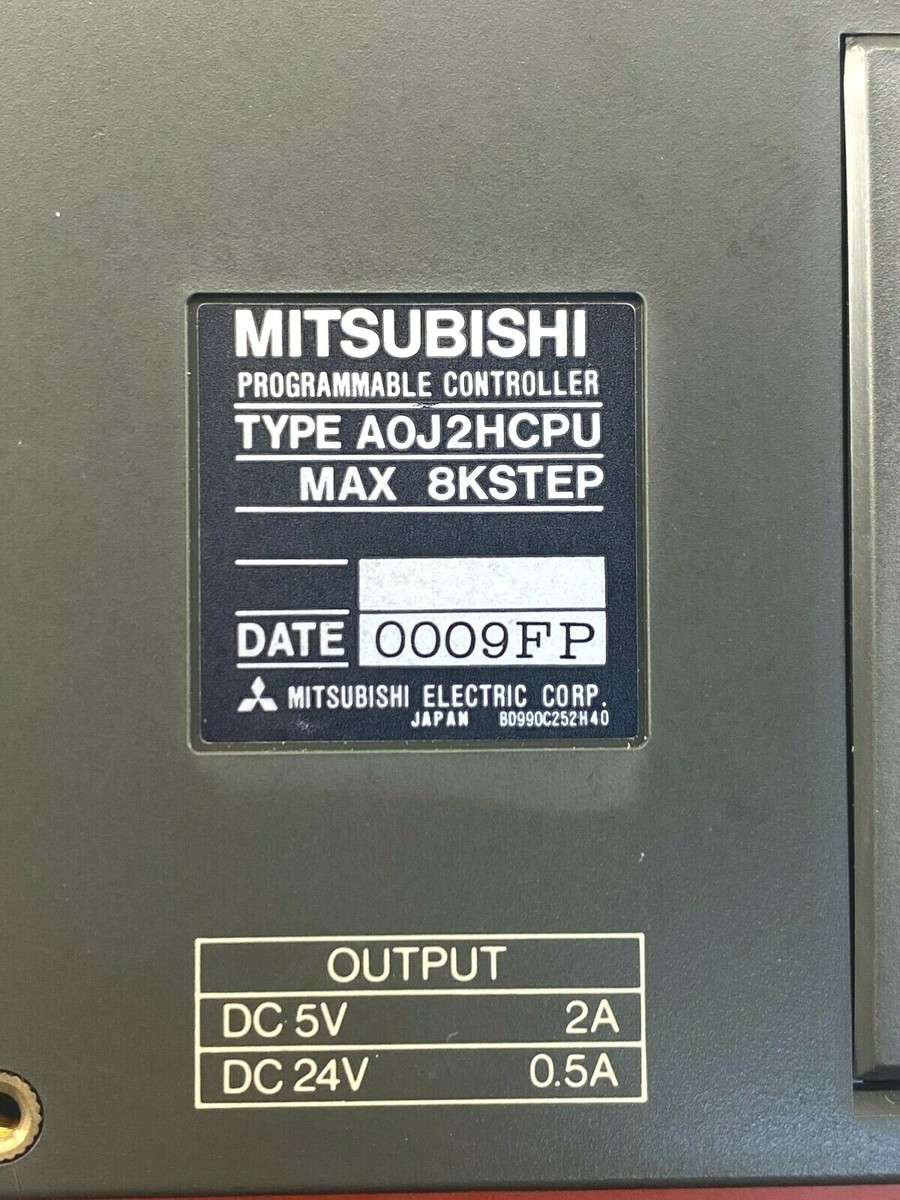 MITSUBISHI
PROGRAMMABLE CONTROLLER
TYPE A0J2HCPU
MAX 8KSTEP
DATE 0009FP
MITSUBISHI ELECTRIC CORP.
JAPAN BD990C252H40
OUTPUT
DC 5V 2A
DC 24V 0.5A